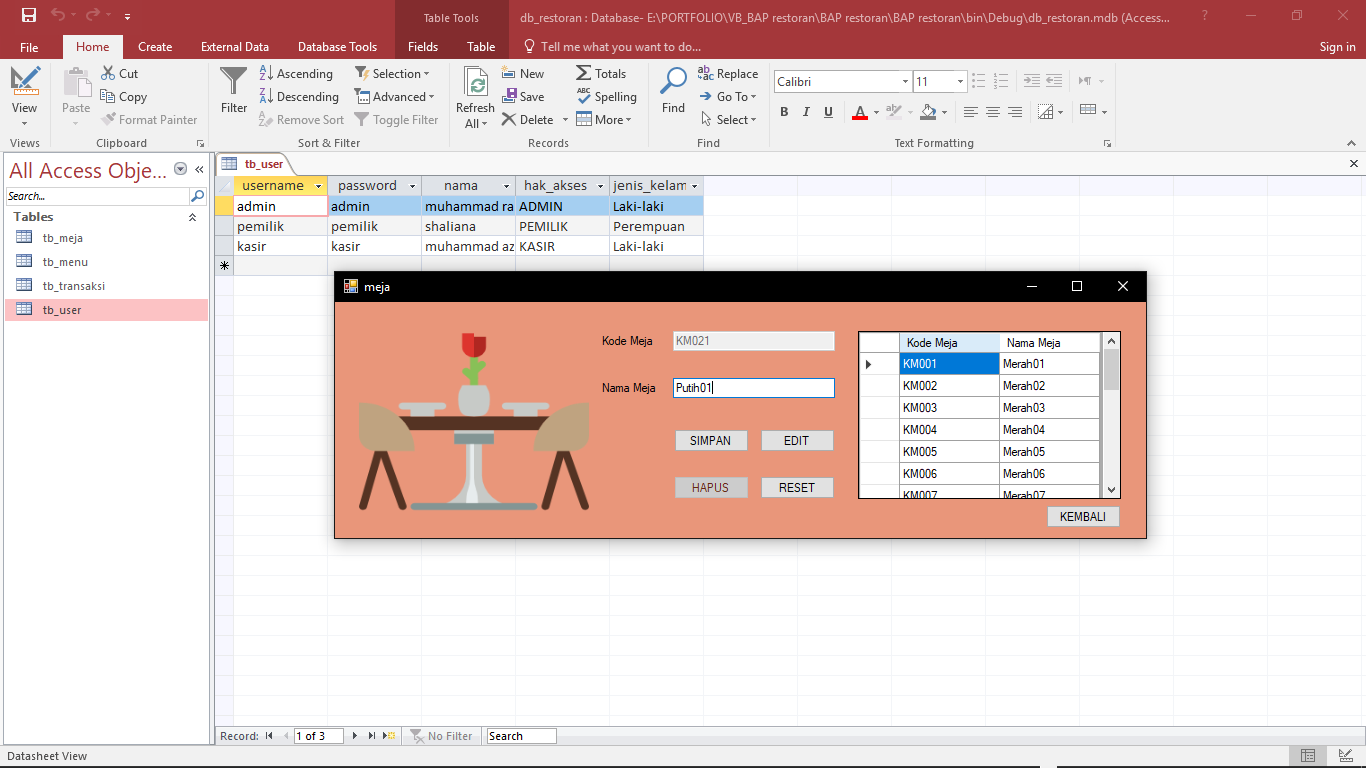 Table Tools
db_restoran : Database- E:\PORTFOLIO\VB_BAP restoran\BAP restoran\BAP restoran\bin\Debug\db_restoran.mdb (Access...
?
File Home Create External Data Database Tools Fields Table Tell me what you want to do... Sign in
View
Paste
Cut
Copy
Format Painter
Filter
Ascending
Descending
Remove Sort
Selection
Advanced
Toggle Filter
Refresh
All
New
Save
Delete
Totals
Spelling
More
Find
Replace
Go To
Select
Calibri 11
B I U A
Views Clipboard Sort & Filter Records Find Text Formatting
All Access Obje...
Search...
Tables
tb_meja
tb_menu
tb_transaksi
tb_user
tb_user
username password nama hak_akses jenis_kelam
admin admin muhammad ra ADMIN Laki-laki
pemilik pemilik shaliana PEMILIK Perempuan
kasir kasir muhammad az KASIR Laki-laki
meja
Kode Meja KM021
Nama Meja Putih01
SIMPAN EDIT
HAPUS RESET
Kode Meja Nama Meja
KM001 Merah01
KM002 Merah02
KM003 Merah03
KM004 Merah04
KM005 Merah05
KM006 Merah06
KM007 Merah07
KEMBALI
Record: 1 of 3 No Filter Search
Datasheet View